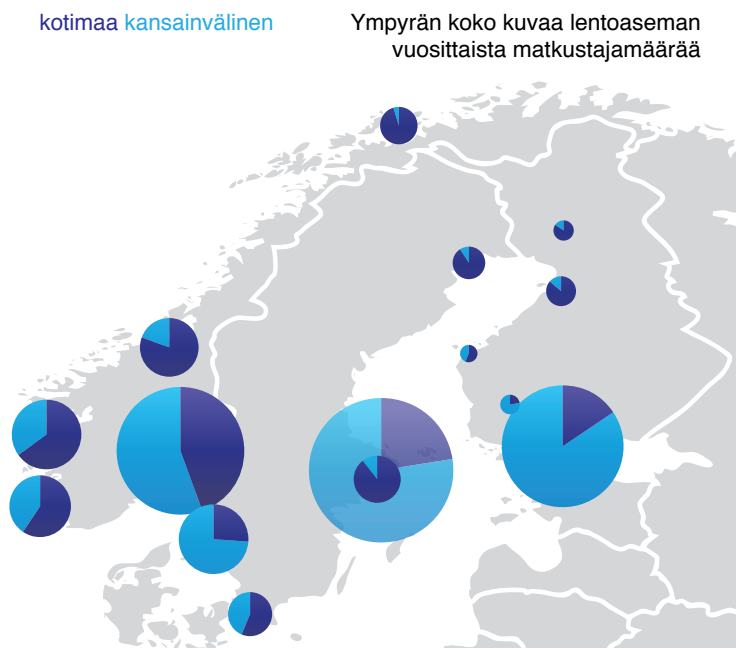 kotimaa kansainvälinen
Ympyrän koko kuvaa lentoaseman
vuosittaista matkustajamäärää